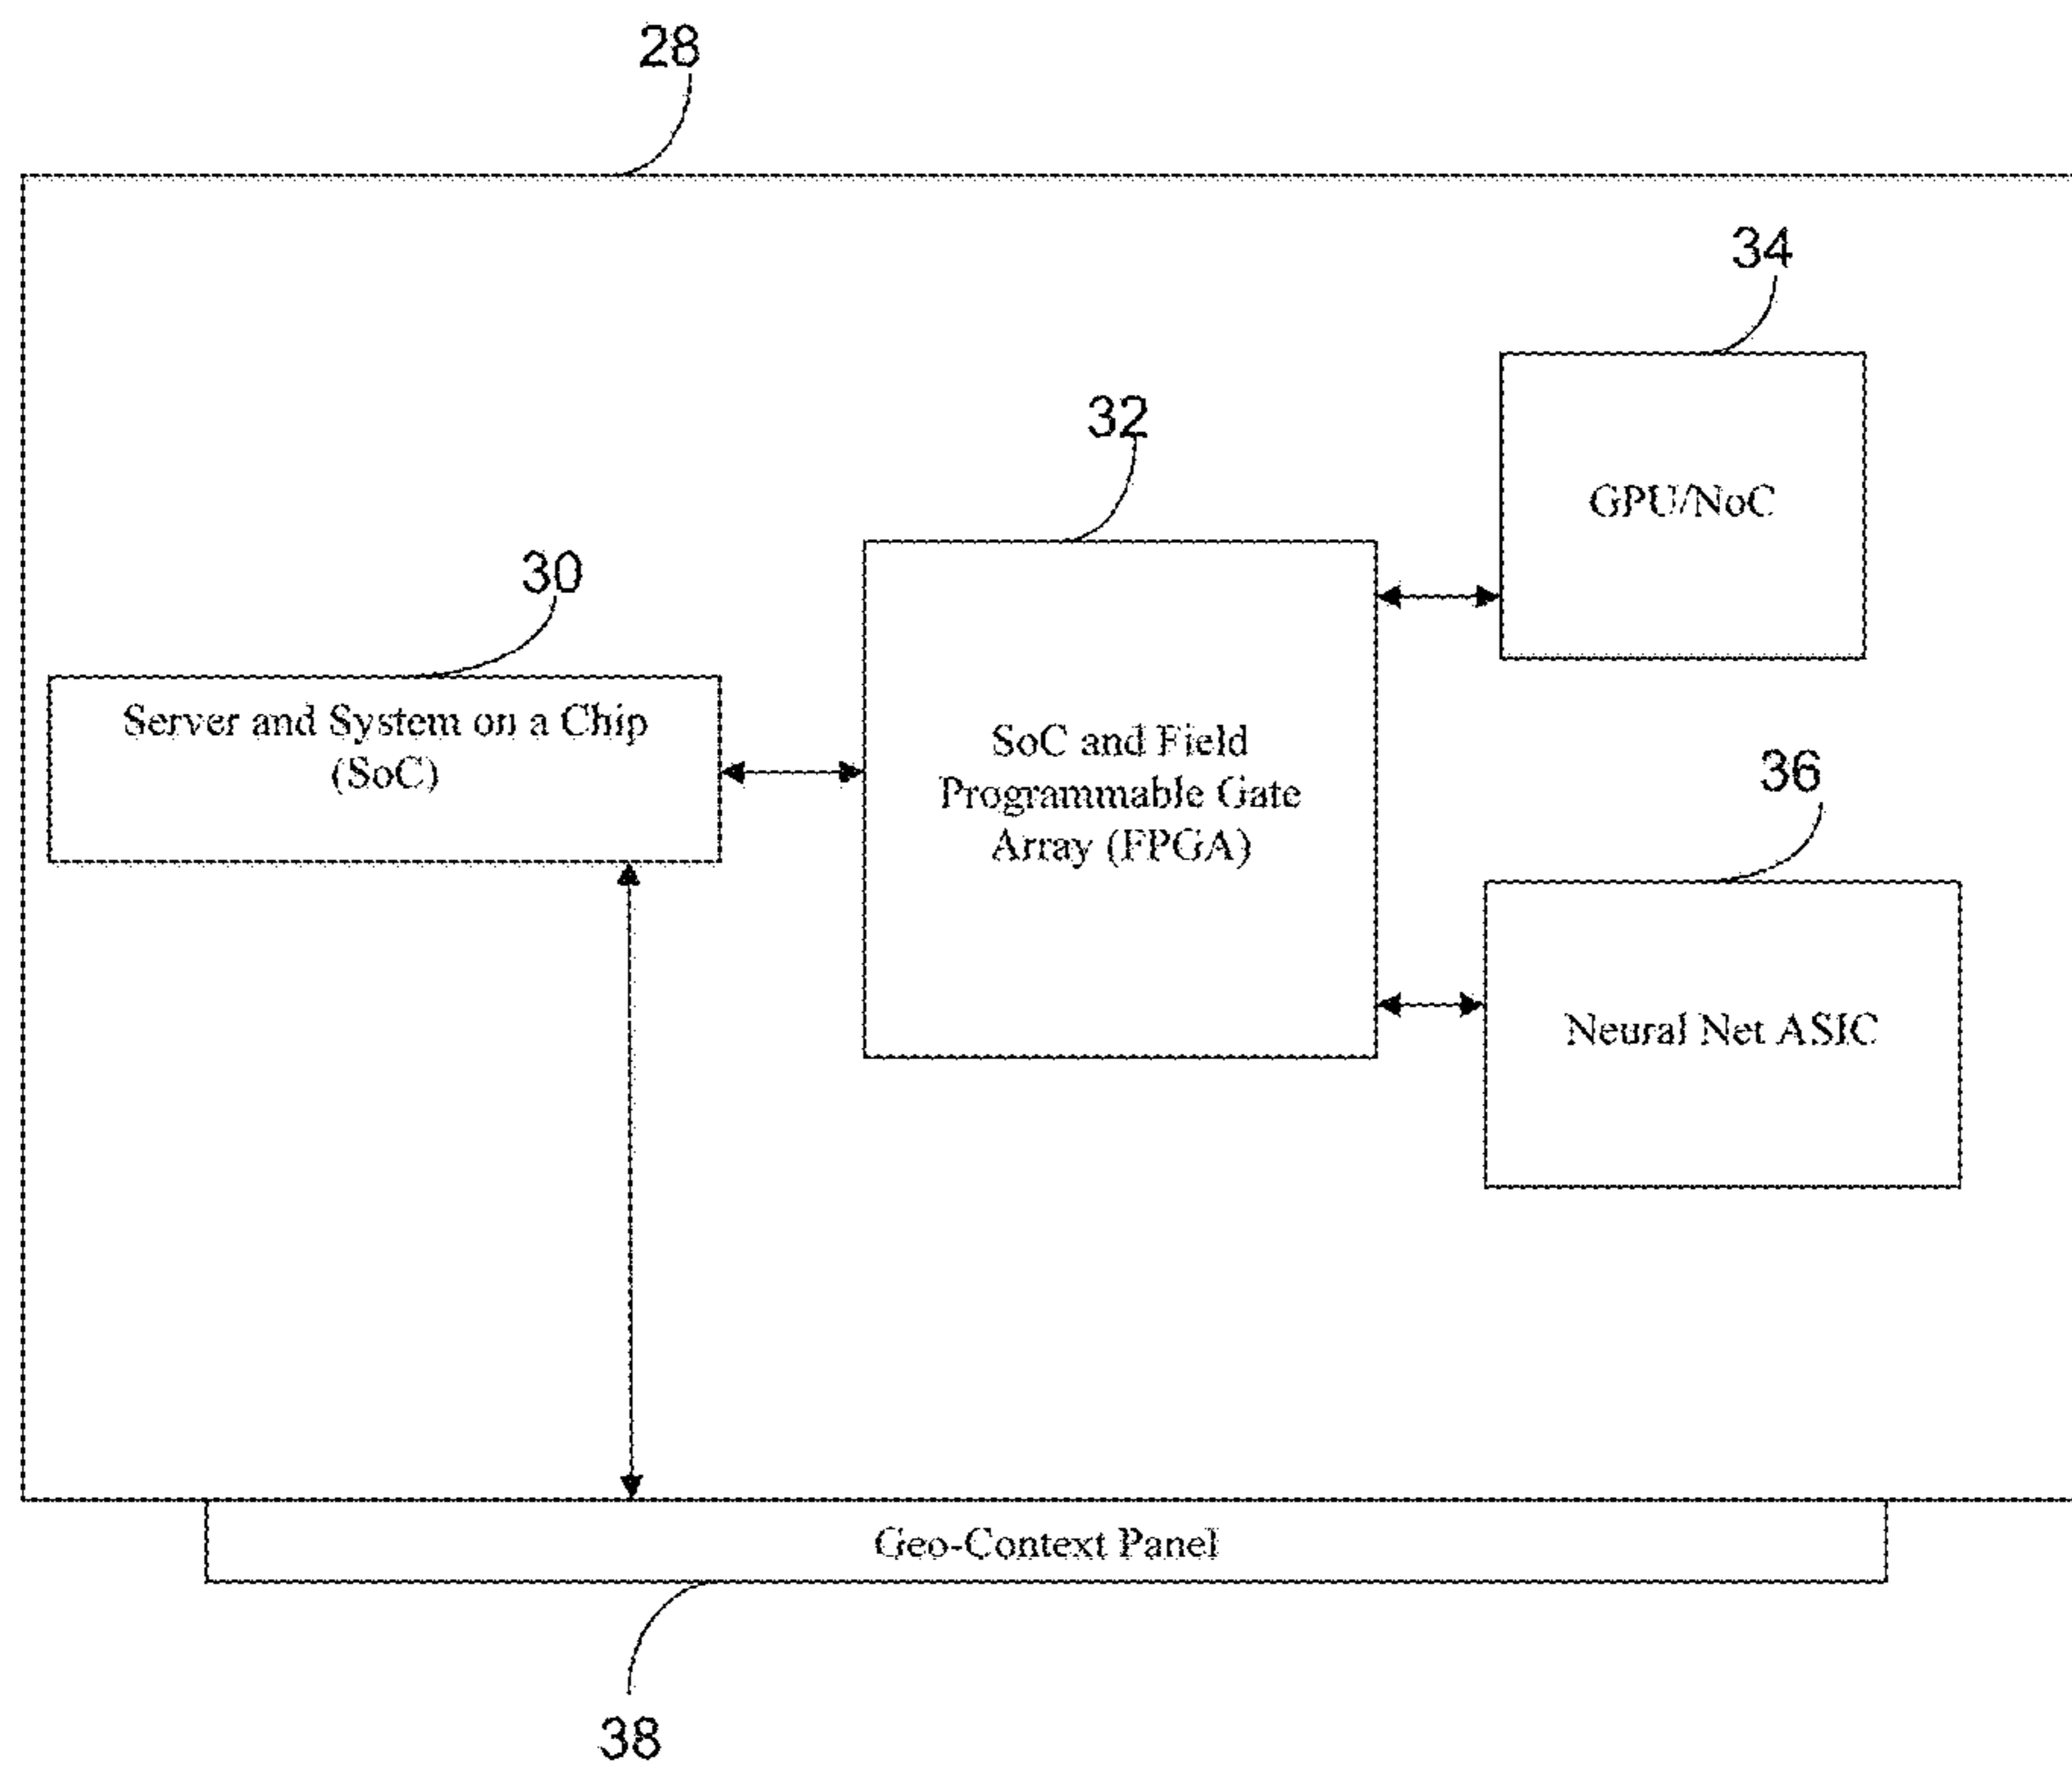 28
34
32
GPU/NoC
30
Server and System on a Chip
(SoC)
SoC and Field
Programmable Gate
Array (FPGA)
36
Neural Net ASIC
Geo-Context Panel
38